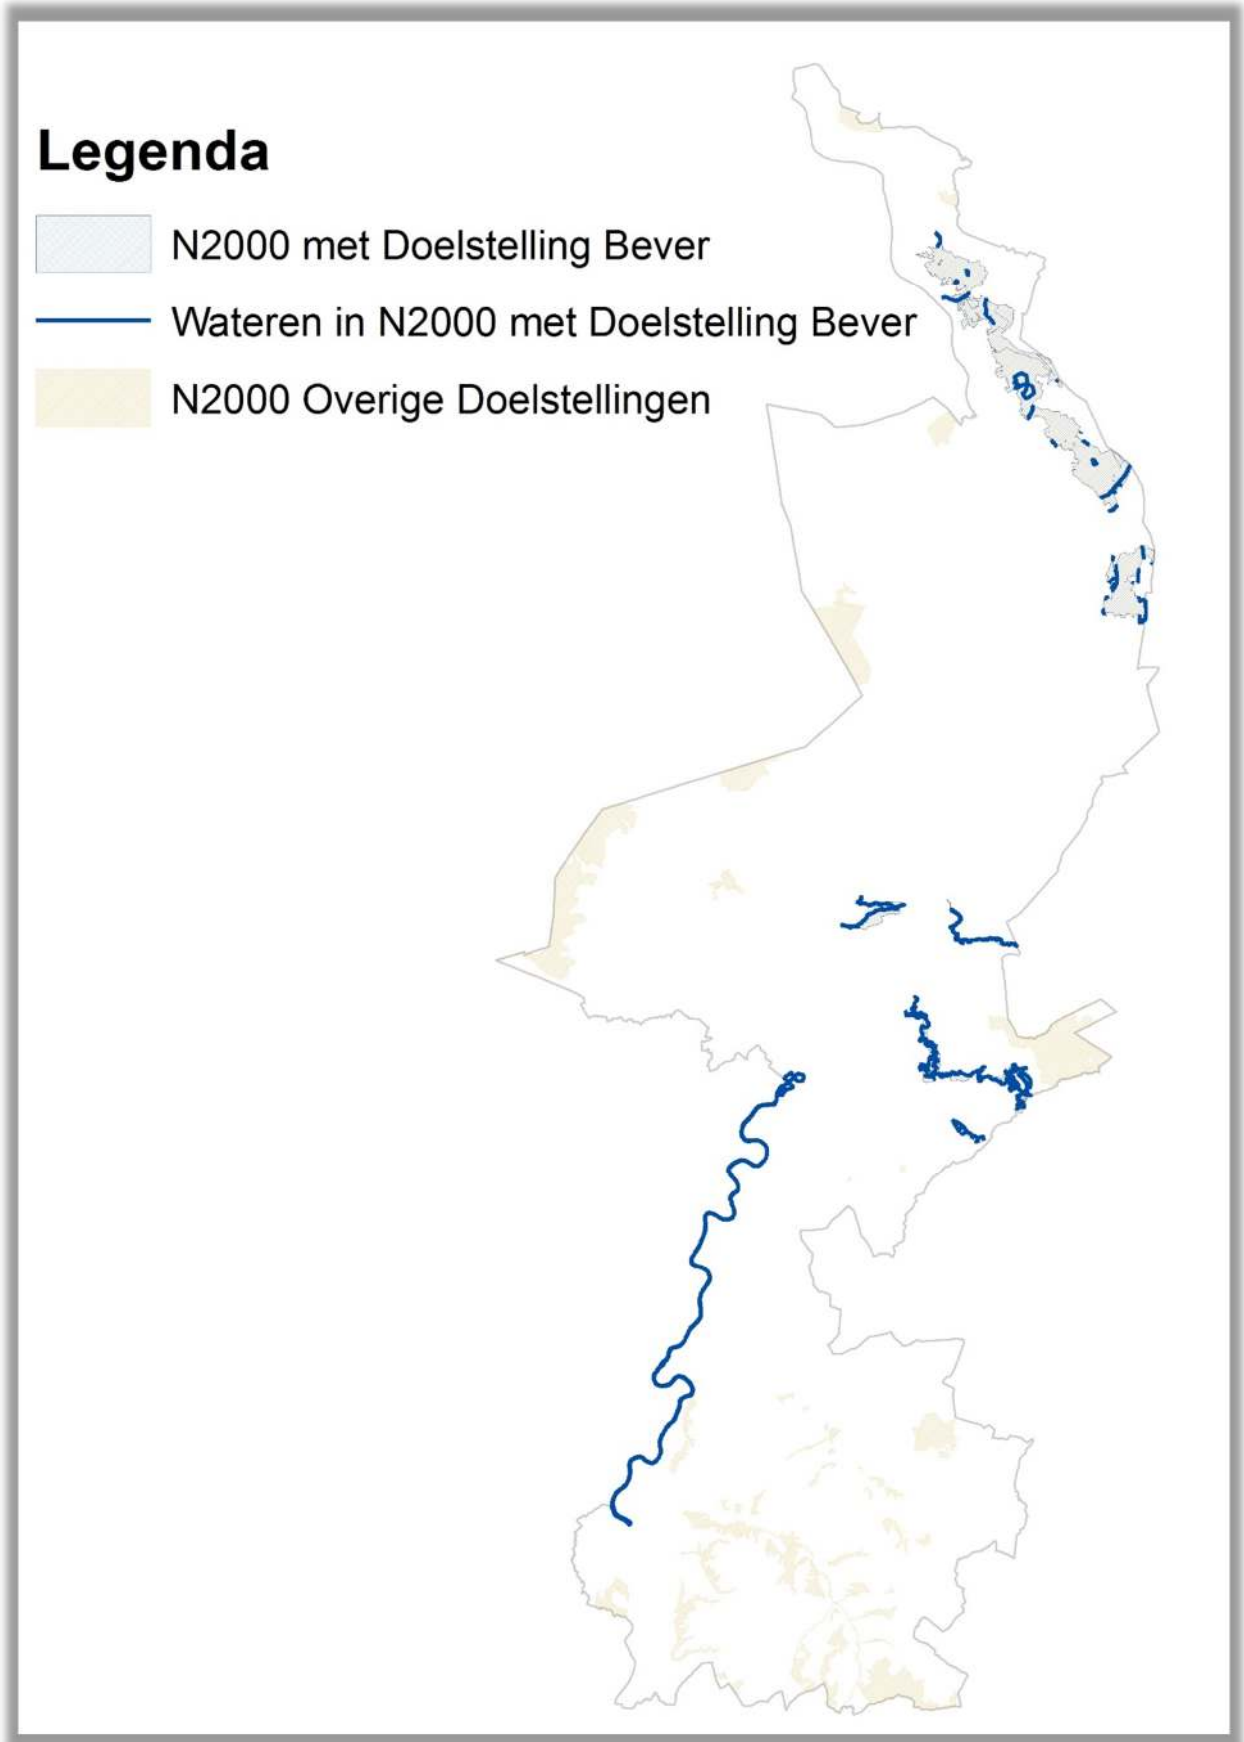 Legenda
N2000 met Doelstelling Bever
Wateren in N2000 met Doelstelling Bever
N2000 Overige Doelstellingen